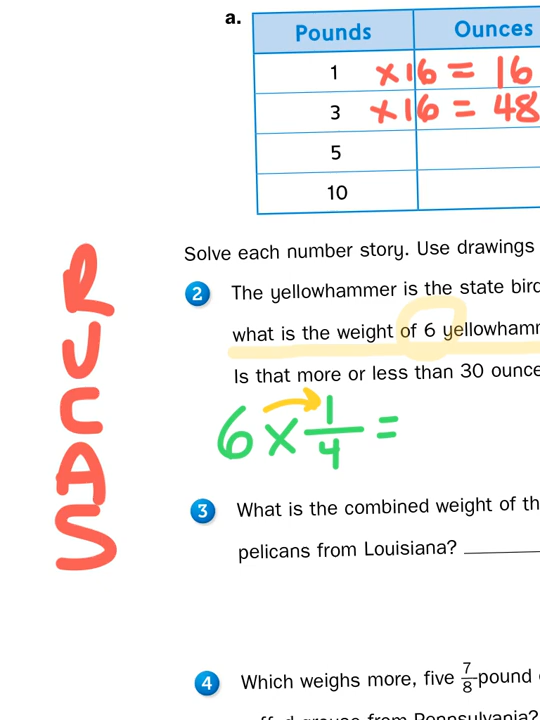 a.
Pounds Ounces
1 ×16 = 16
3 ×16 = 48
5
10
Solve each number story. Use drawings
2 The yellowhammer is the state bird
what is the weight of 6 yellowhamm
Is that more or less than 30 ounce
6 × 1/4 =
3 What is the combined weight of th
pelicans from Louisiana?
4 Which weighs more, five 7/8-pound
from Pennsylvania?
RUCAS